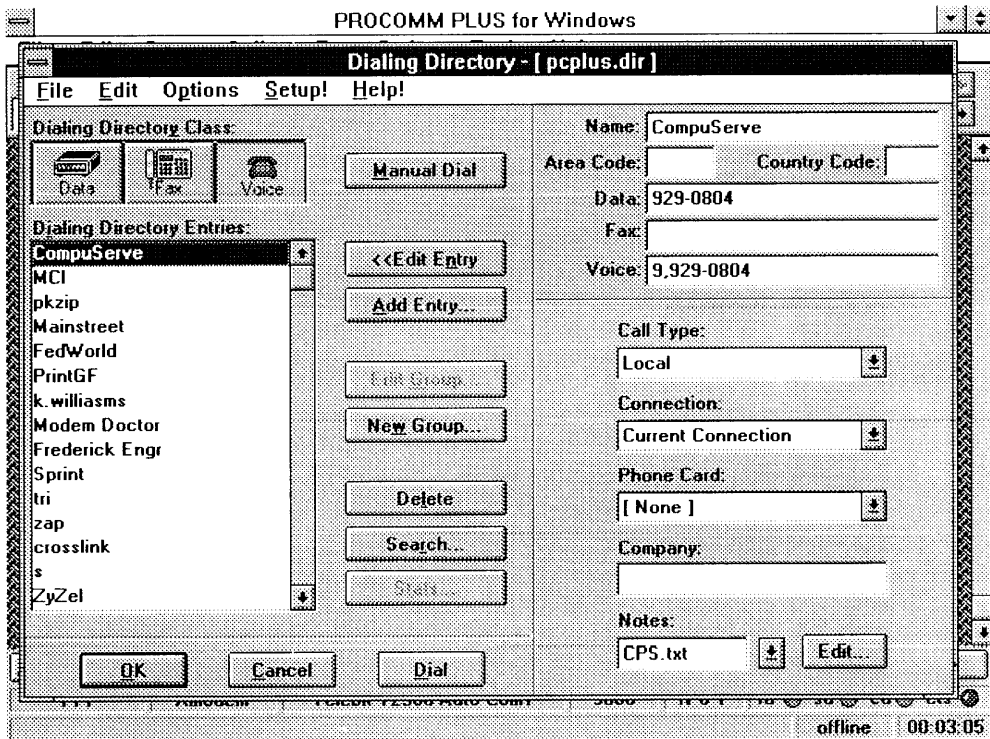 PROCOMM PLUS for Windows
Dialing Directory - [ pcplus.dir ]
File Edit Options Setup! Help!
Dialing Directory Class:
Data
Fax
Voice
Manual Dial
Dialing Directory Entries:
CompuServe
MCI
pkzip
Mainstreet
FedWorld
PrintGF
k.williasms
Modem Doctor
Frederick Engr
Sprint
tri
zap
crosslink
s
ZyZel
<<Edit Entry
Add Entry...
Edit Group...
New Group...
Delete
Search...
Stats...
OK
Cancel
Dial
Name: CompuServe
Area Code:
Country Code:
Data: 929-0804
Fax:
Voice: 9,929-0804
Call Type:
Local
Connection:
Current Connection
Phone Card:
[ None ]
Company:
Notes:
CPS.txt
Edit...
offline 00:03:05